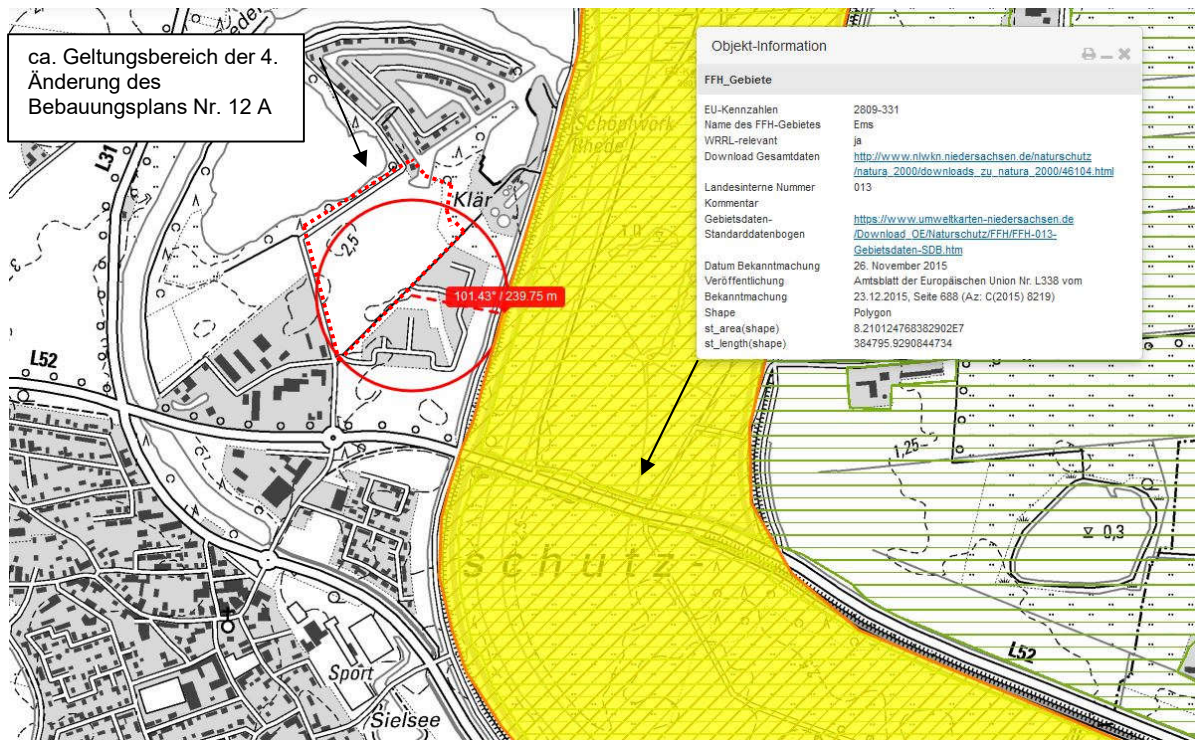 ca. Geltungsbereich der 4.
Änderung des
Bebauungsplans Nr. 12 A
Objekt-Information
FFH_Gebiete
EU-Kennzahlen 2809-331
Name des FFH-Gebietes Ems
WRRL-relevant ja
Download Gesamtdaten http://www.nlwkn.niedersachsen.de/naturschutz
/natura_2000/downloads_zu_natura_2000/46104.html
Landesinterne Nummer 013
Kommentar
Gebietsdaten- https://www.umweltkarten-niedersachsen.de
Standarddatenbogen /Download_OE/Naturschutz/FFH/FFH-013-
Gebietsdaten-SDB.htm
Datum Bekanntmachung 26. November 2015
Veröffentlichung Amtsblatt der Europäischen Union Nr. L338 vom
Bekanntmachung 23.12.2015, Seite 688 (Az: C(2015) 8219)
Shape Polygon
st_area(shape) 8.210124768382902E7
st_length(shape) 384795.9290844734
Schöpfwerk
Rhede
L31
Klär
2,5
101.43° / 239.75 m
L52
1,25
0,3
schutz-
L52
Sport
Sielsee